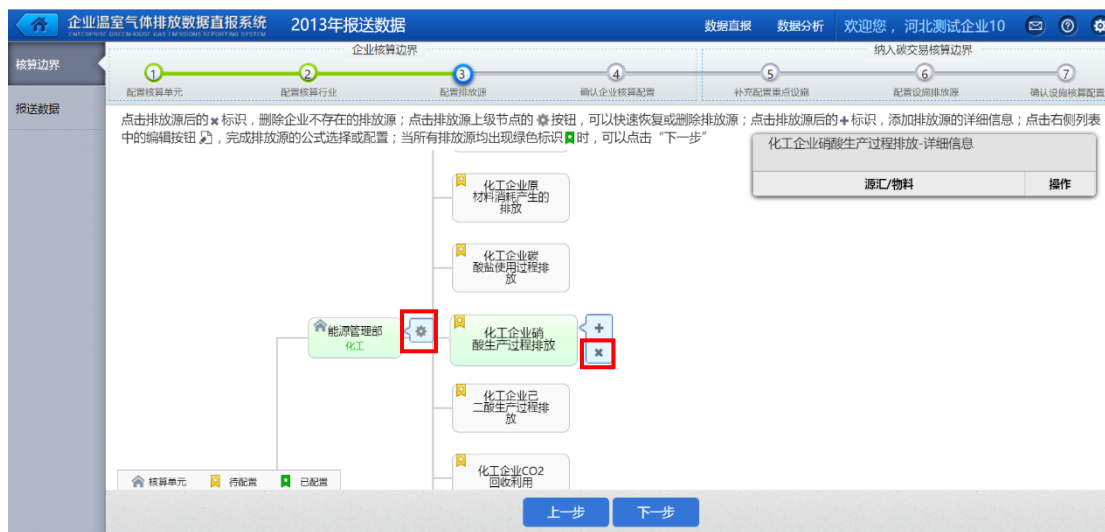 企业温室气体排放数据直报系统
ENTERPRISE GREENHOUSE GAS EMISSIONS REPORTING SYSTEM
2013年报送数据
数据直报
数据分析
欢迎您，河北测试企业10
核算边界
报送数据
企业核算边界
纳入碳交易核算边界
1
2
3
4
5
6
7
配置核算单元
配置核算行业
配置排放源
确认企业核算配置
补充配置重点设施
配置设施排放源
确认设施核算配置
点击排放源后的 标识，删除企业不存在的排放源；点击排放源上级节点的 按钮，可以快速恢复或删除排放源；点击排放源后的 标识，添加排放源的详细信息；点击右侧列表
中的编辑按钮 ，完成排放源的公式选择或配置；当所有排放源均出现绿色标识 时，可以点击“下一步”
化工企业硝酸生产过程排放-详细信息
源汇/物料
操作
化工企业原
材料消耗产生的
排放
化工企业碳
酸盐使用过程排
放
能源管理部
化工
化工企业硝
酸生产过程排放
化工企业己
二酸生产过程排
放
化工企业CO2
回收利用
核算单元
待配置
已配置
上一步
下一步